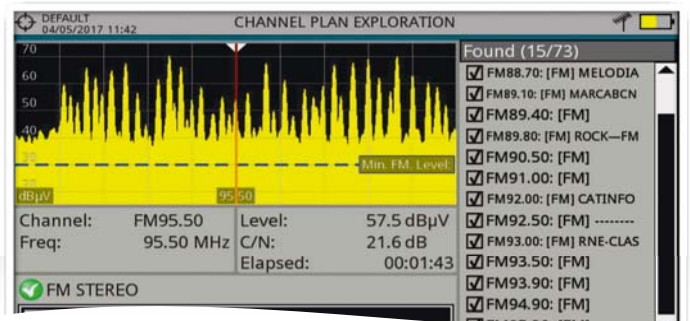 DEFAULT
04/05/2017 11:42
CHANNEL PLAN EXPLORATION
70
60
50
40
30
20
dBµV
Min. FM. Level:
95.50
Channel: FM95.50
Freq: 95.50 MHz
Level: 57.5 dBµV
C/N: 21.6 dB
Elapsed: 00:01:43
FM STEREO
Found (15/73)
FM88.70: [FM] MELODIA
FM89.10: [FM] MARCABCN
FM89.40: [FM]
FM89.80: [FM] ROCK—FM
FM90.50: [FM]
FM91.00: [FM]
FM92.00: [FM] CATINFO
FM92.50: [FM] --------
FM93.00: [FM] RNE-CLAS
FM93.50: [FM]
FM93.90: [FM]
FM94.90: [FM]